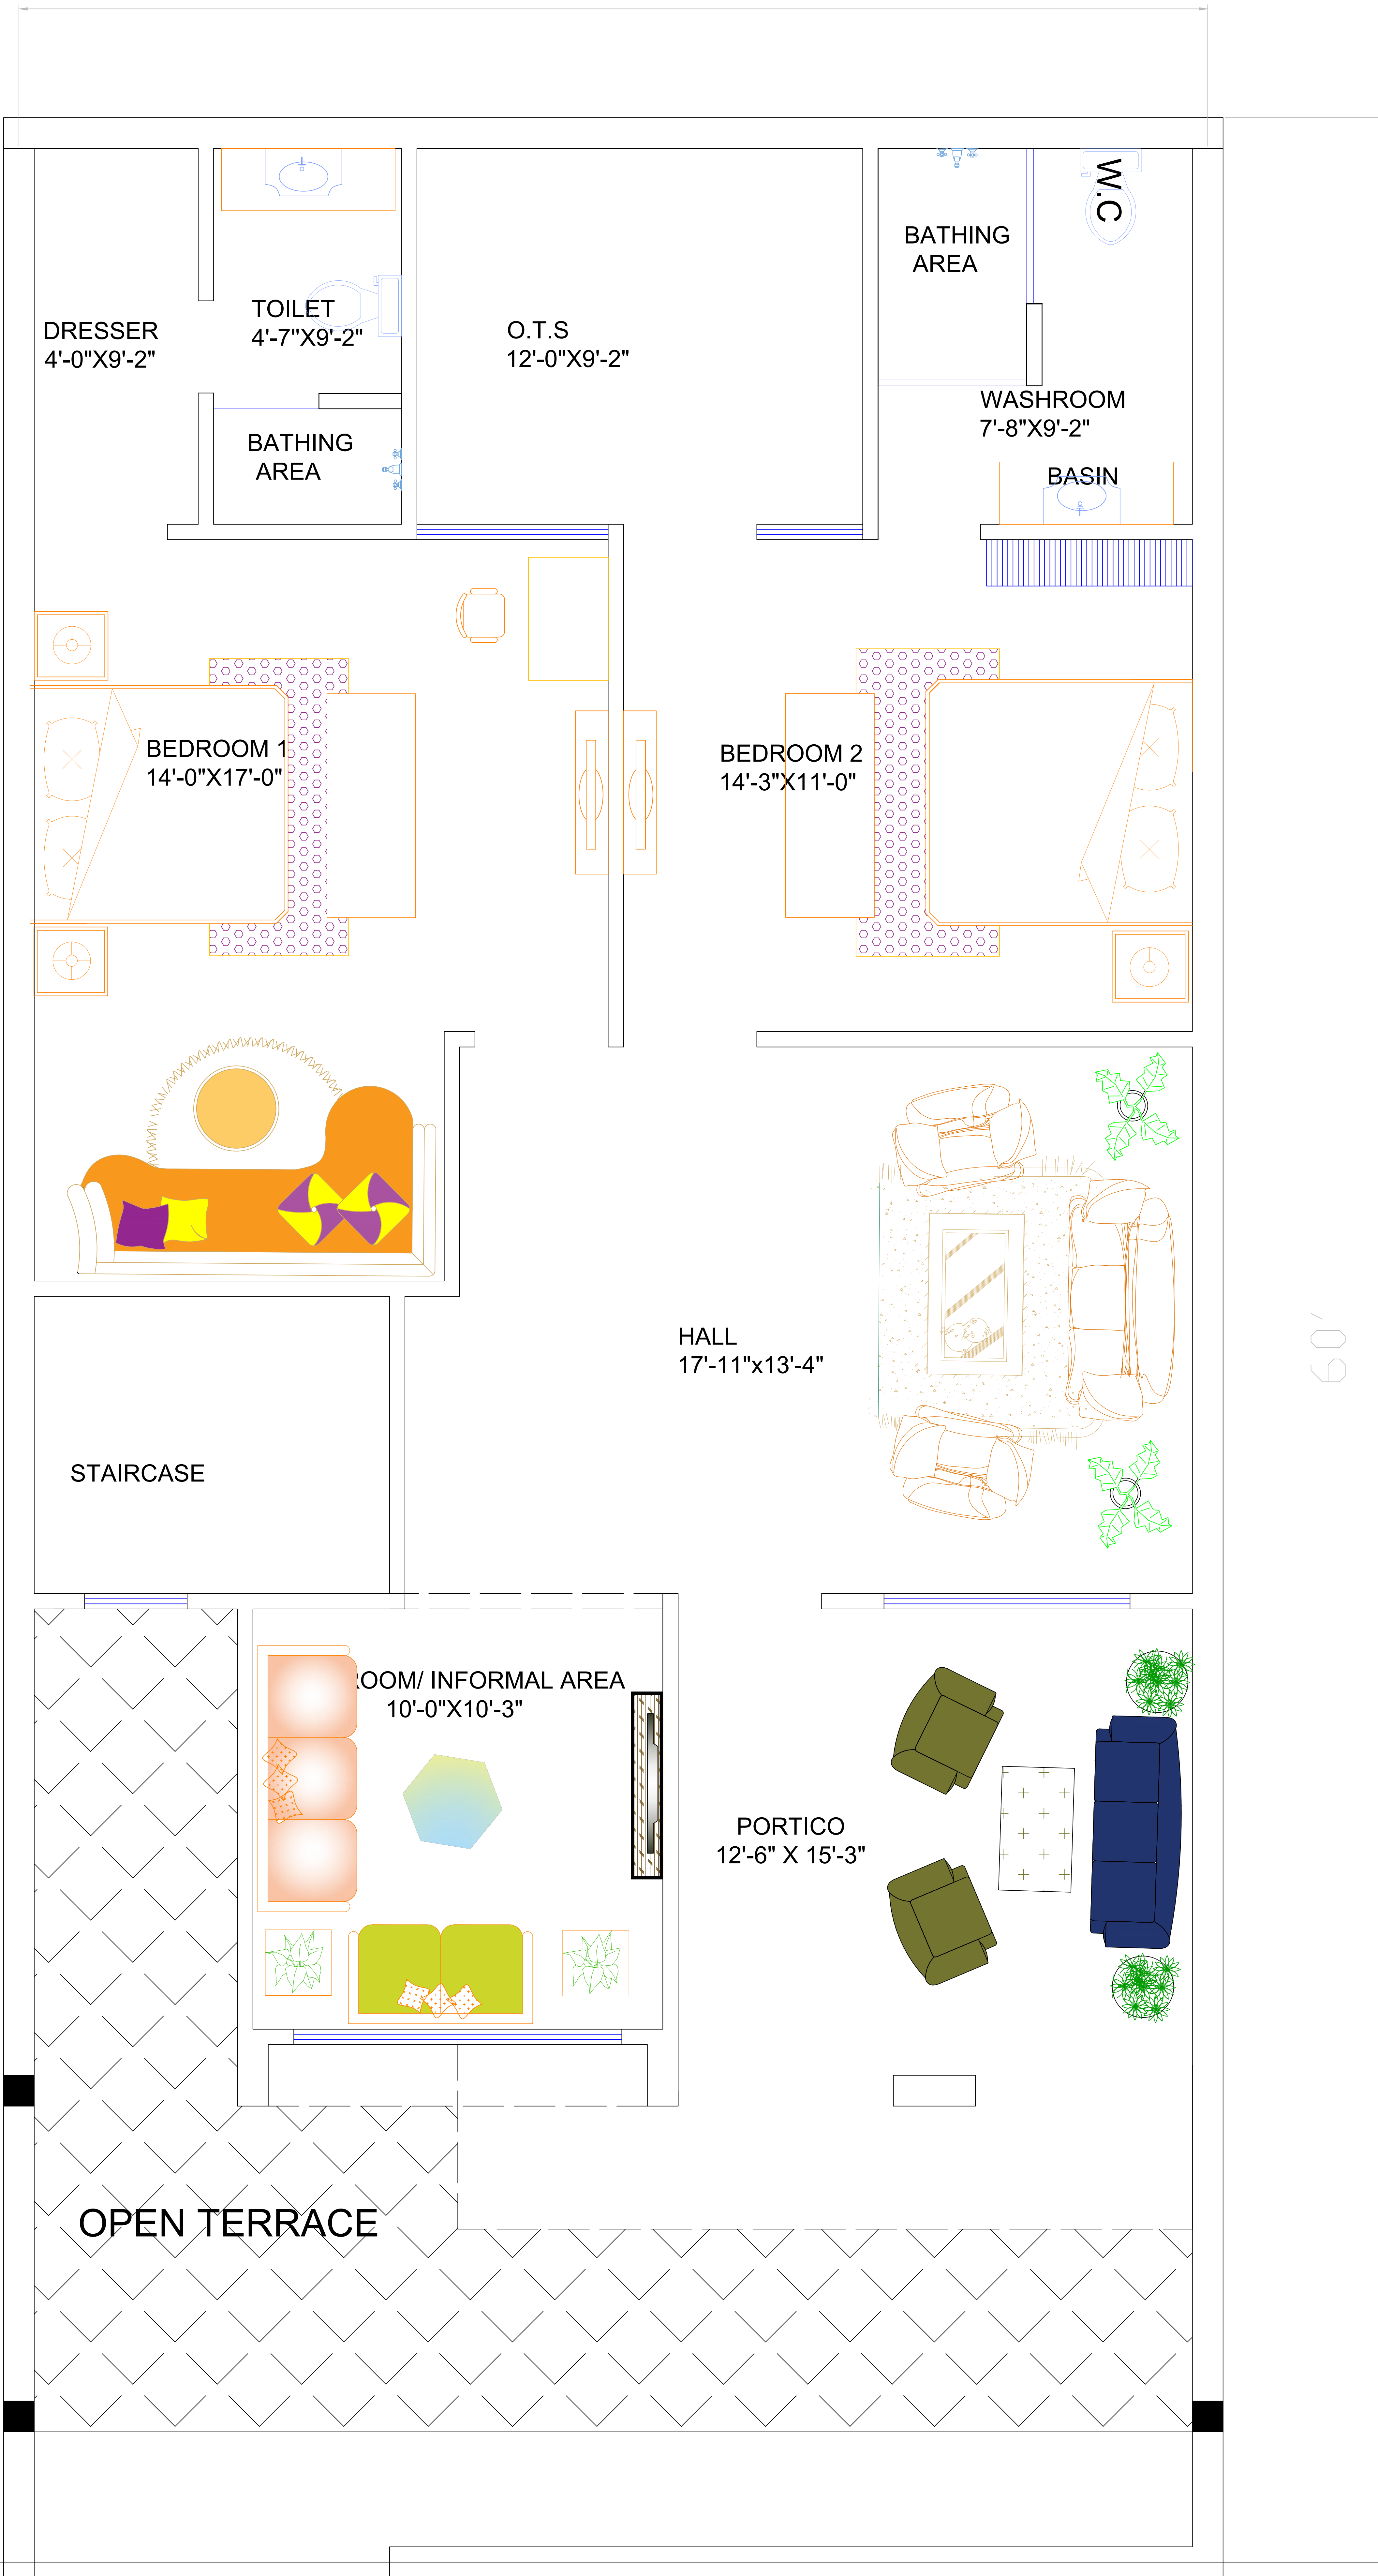 W.C
BATHING
AREA
TOILET
4'-7"X9'-2"
DRESSER
4'-0"X9'-2"
O.T.S
12'-0"X9'-2"
WASHROOM
7'-8"X9'-2"
BATHING
AREA
BASIN
BEDROOM 1
14'-0"X17'-0"
BEDROOM 2
14'-3"X11'-0"
HALL
17'-11"x13'-4"
60'
STAIRCASE
ROOM/ INFORMAL AREA
10'-0"X10'-3"
PORTICO
12'-6" X 15'-3"
OPEN TERRACE